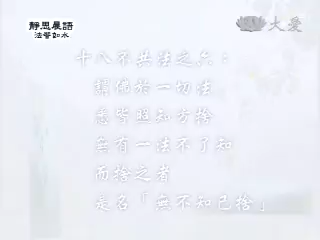 靜思晨語
法譬如水
大愛
十八不共法之六：
謂佛於一切法
悉皆照知方捨
無有一法不了知
而捨之者
是名「無不知已捨」